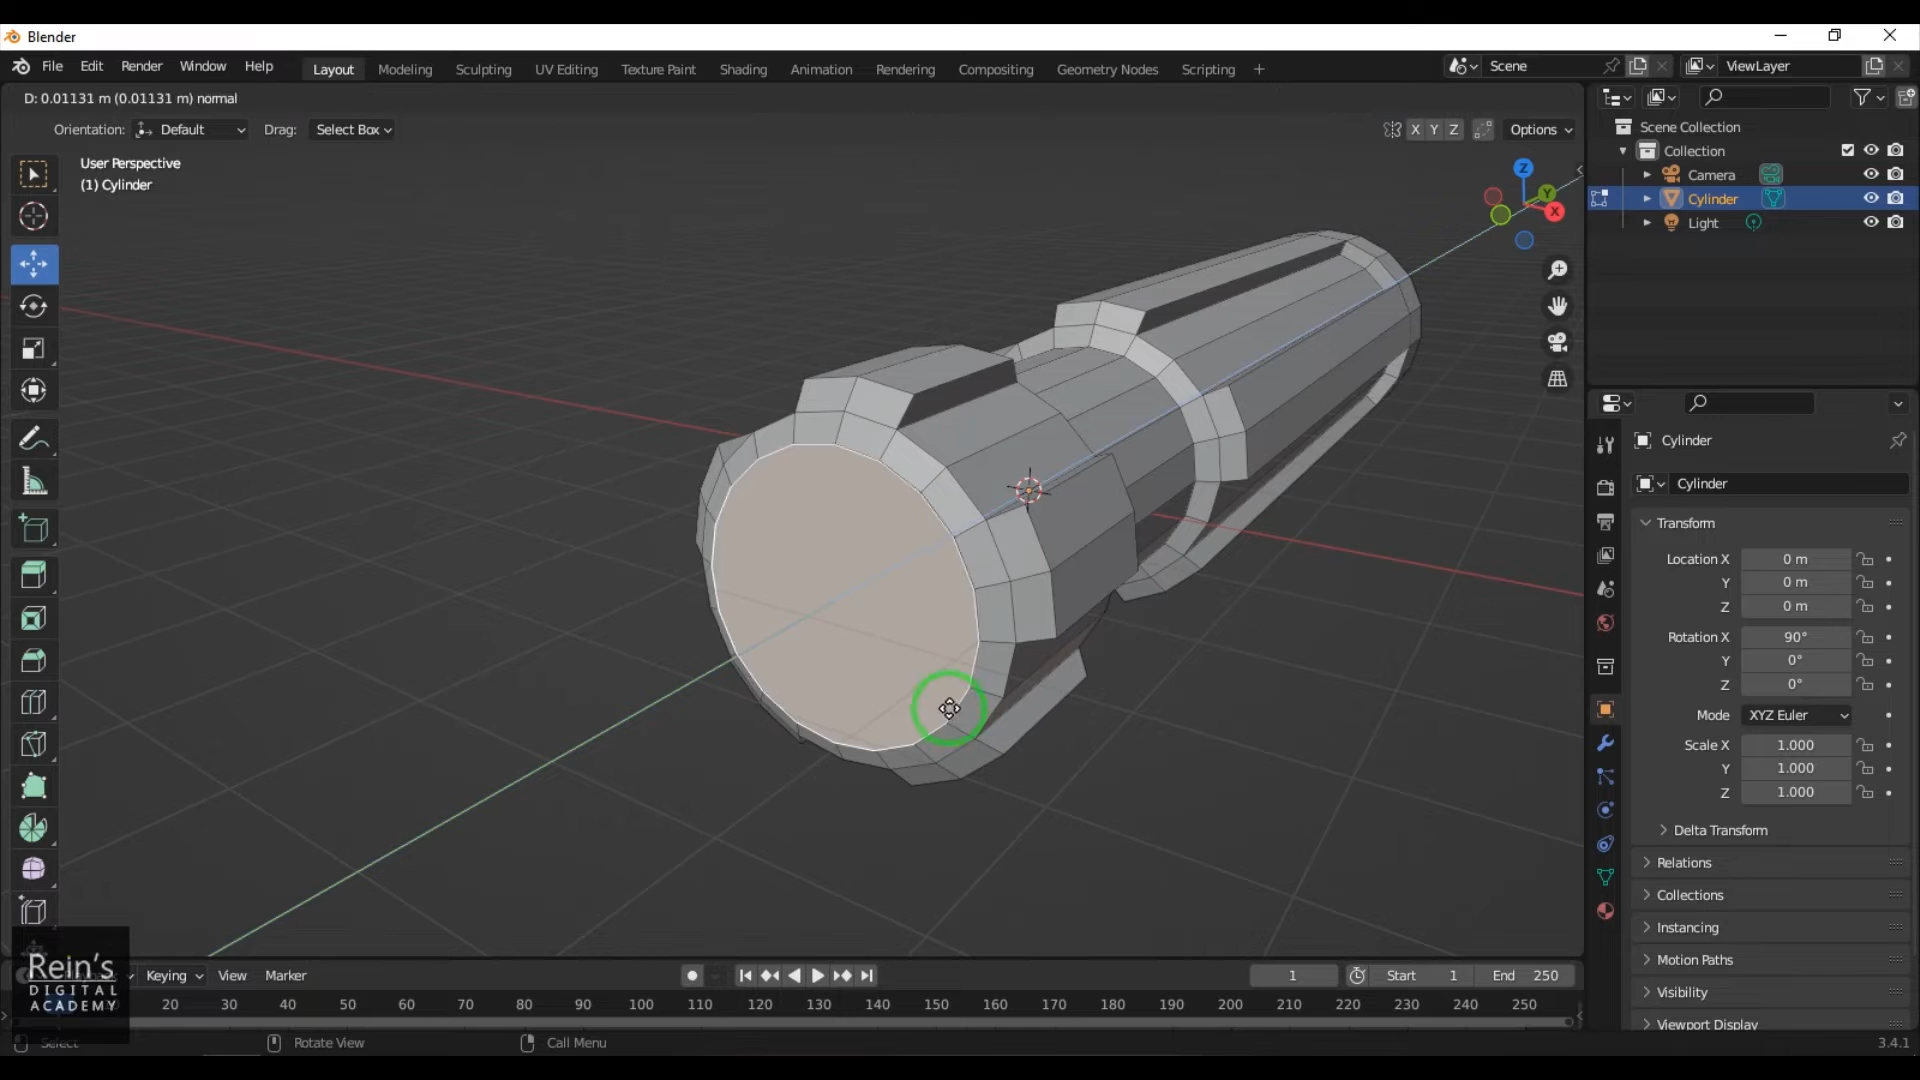 Blender
File Edit Render Window Help Layout Modeling Sculpting UV Editing Texture Paint Shading Animation Rendering Compositing Geometry Nodes Scripting + Scene ViewLayer
D: 0.01131 m (0.01131 m) normal
Orientation: Default Drag: Select Box X Y Z Options
User Perspective
(1) Cylinder
Z
Y
X
Scene Collection
Collection
Camera
Cylinder
Light
Cylinder
Cylinder
Transform
Location X 0 m
Y 0 m
Z 0 m
Rotation X 90°
Y 0°
Z 0°
Mode XYZ Euler
Scale X 1.000
Y 1.000
Z 1.000
Delta Transform
Relations
Collections
Instancing
Motion Paths
Visibility
Viewport Display
Rein's
DIGITAL
ACADEMY
Keying View Marker 1 Start 1 End 250
20 30 40 50 60 70 80 90 100 110 120 130 140 150 160 170 180 190 200 210 220 230 240 250
Select Rotate View Call Menu 3.4.1